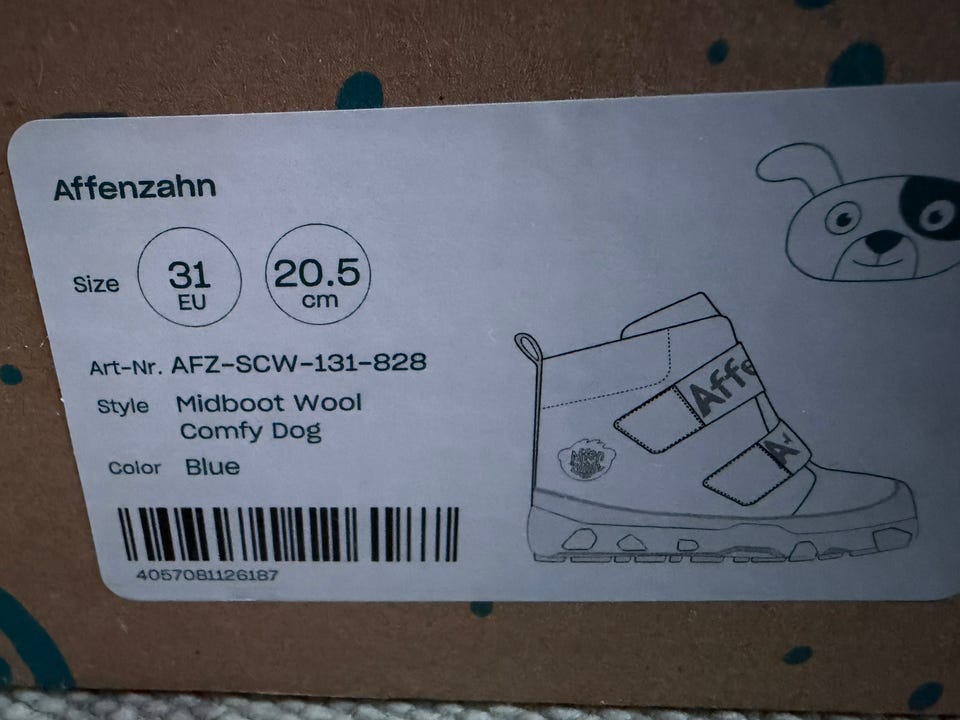 Affenzahn
Size 31 EU 20.5 cm
Art-Nr. AFZ-SCW-131-828
Style Midboot Wool
Comfy Dog
Color Blue
4057081126187
Affe
A